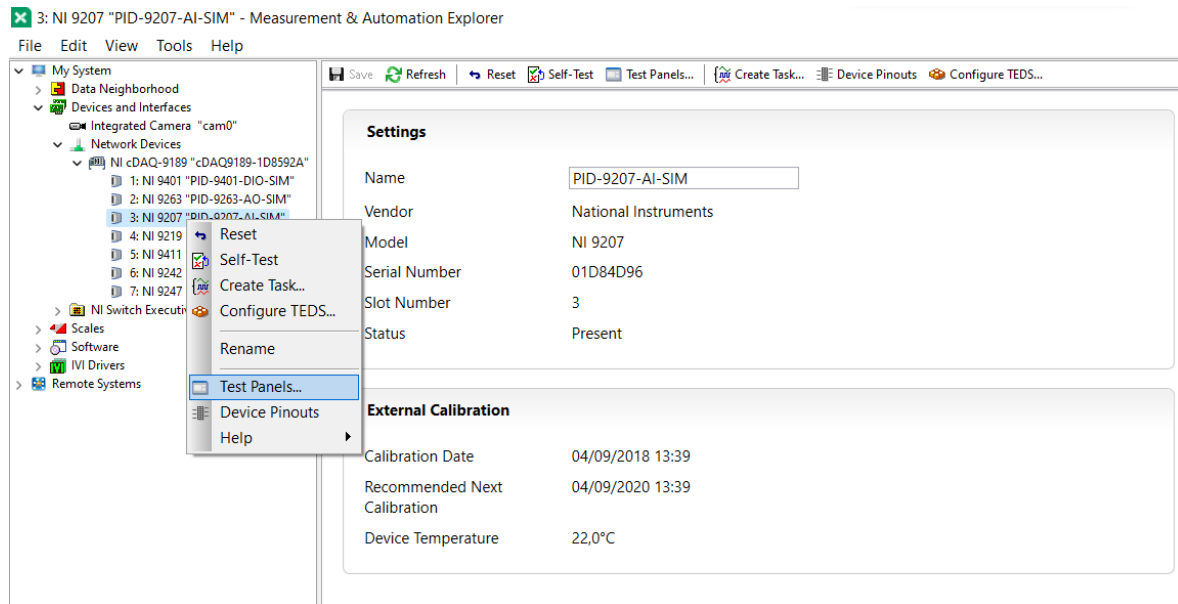 3: NI 9207 "PID-9207-AI-SIM" - Measurement & Automation Explorer
File Edit View Tools Help
My System
Data Neighborhood
Devices and Interfaces
Integrated Camera "cam0"
Network Devices
NI cDAQ-9189 "cDAQ9189-1D8592A"
1: NI 9401 "PID-9401-DIO-SIM"
2: NI 9263 "PID-9263-AO-SIM"
3: NI 9207 "PID-9207-AI-SIM"
4: NI 9219
5: NI 9411
6: NI 9242
7: NI 9247
NI Switch Executiv
Scales
Software
IVI Drivers
Remote Systems
Reset
Self-Test
Create Task...
Configure TEDS...
Rename
Test Panels...
Device Pinouts
Help
Save Refresh Reset Self-Test Test Panels... Create Task... Device Pinouts Configure TEDS...
Settings
Name PID-9207-AI-SIM
Vendor National Instruments
Model NI 9207
Serial Number 01D84D96
Slot Number 3
Status Present
External Calibration
Calibration Date 04/09/2018 13:39
Recommended Next 04/09/2020 13:39
Calibration
Device Temperature 22,0°C